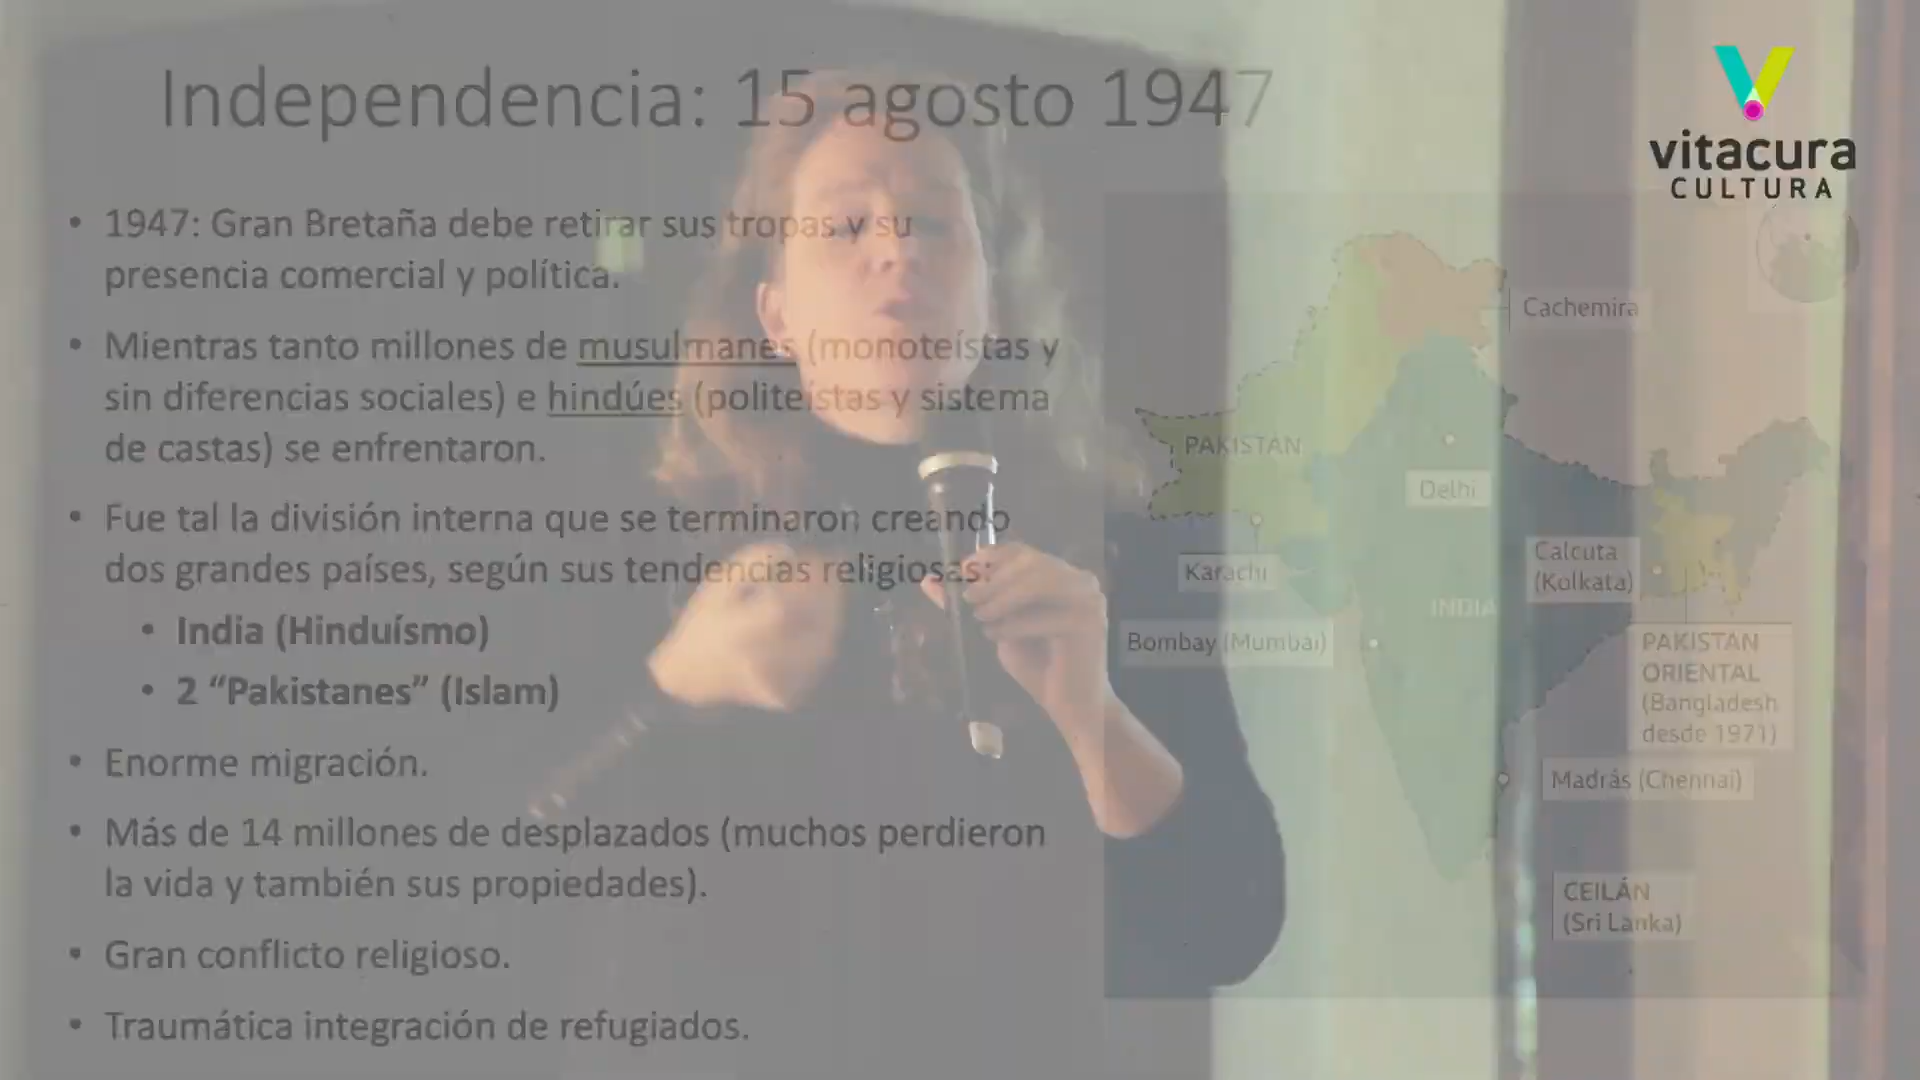 Independencia: 15 agosto 1947
vitacura
CULTURA
• 1947: Gran Bretaña debe retirar sus tropas y su
presencia comercial y política.
• Mientras tanto millones de musulmanes (monoteístas y
sin diferencias sociales) e hindúes (politeístas y sistema
de castas) se enfrentaron.
• Fue tal la división interna que se terminaron creando
dos grandes países, según sus tendencias religiosas:
• India (Hinduísmo)
• 2 “Pakistanes” (Islam)
• Enorme migración.
• Más de 14 millones de desplazados (muchos perdieron
la vida y también sus propiedades).
• Gran conflicto religioso.
• Traumática integración de refugiados.
Cachemira
PAKISTÁN
Delhi
Karachi
Calcuta
(Kolkata)
INDIA
Bombay (Mumbai)
PAKISTAN
ORIENTAL
(Bangladesh
desde 1971)
Madrás (Chennai)
CEILÁN
(Sri Lanka)